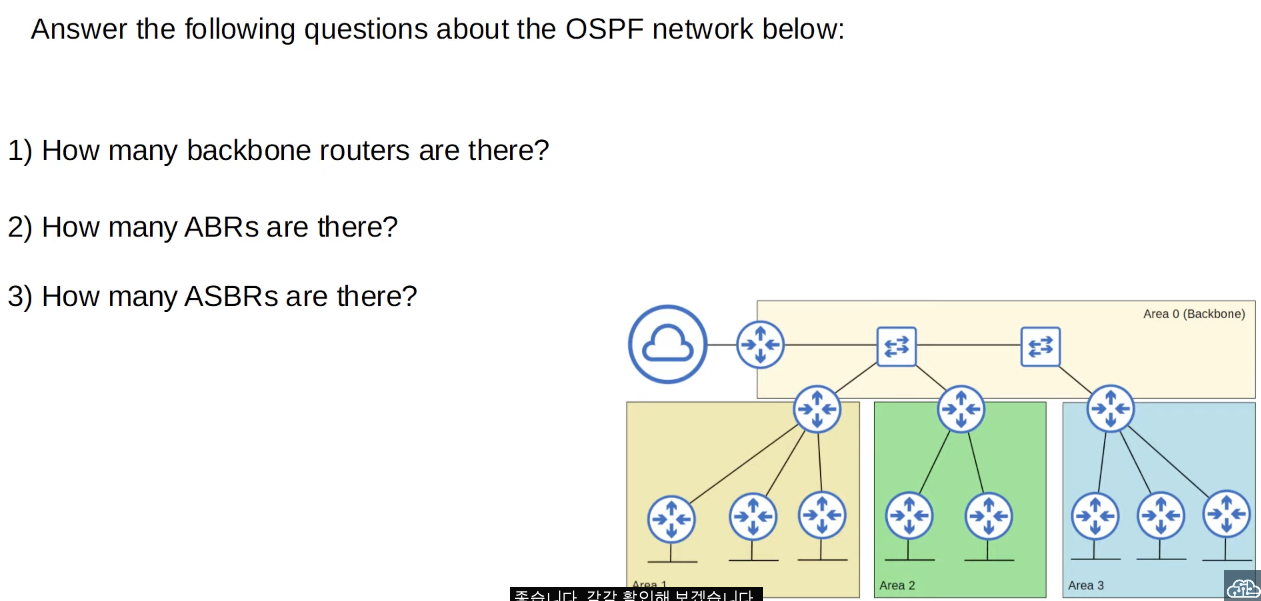 Answer the following questions about the OSPF network below:
1) How many backbone routers are there?
2) How many ABRs are there?
3) How many ASBRs are there?
Area 0 (Backbone)
Area 1
Area 2
Area 3
좋습니다. 각각 확인해 보겠습니다.